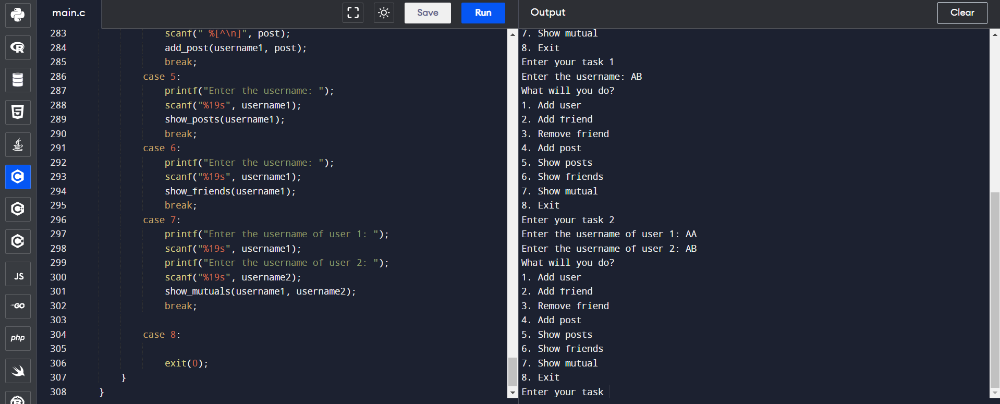 main.c
Save
Run
Output
Clear
283 scanf(" %[^\n]", post);
284 add_post(username1, post);
285 break;
286 case 5:
287 printf("Enter the username: ");
288 scanf("%19s", username1);
289 show_posts(username1);
290 break;
291 case 6:
292 printf("Enter the username: ");
293 scanf("%19s", username1);
294 show_friends(username1);
295 break;
296 case 7:
297 printf("Enter the username of user 1: ");
298 scanf("%19s", username1);
299 printf("Enter the username of user 2: ");
300 scanf("%19s", username2);
301 show_mutuals(username1, username2);
302 break;
303
304 case 8:
305
306 exit(0);
307 }
308 }
7. Show mutual
8. Exit
Enter your task 1
Enter the username: AB
What will you do?
1. Add user
2. Add friend
3. Remove friend
4. Add post
5. Show posts
6. Show friends
7. Show mutual
8. Exit
Enter your task 2
Enter the username of user 1: AA
Enter the username of user 2: AB
What will you do?
1. Add user
2. Add friend
3. Remove friend
4. Add post
5. Show posts
6. Show friends
7. Show mutual
8. Exit
Enter your task
R
5
C
C++
C#
JS
GO
php
R